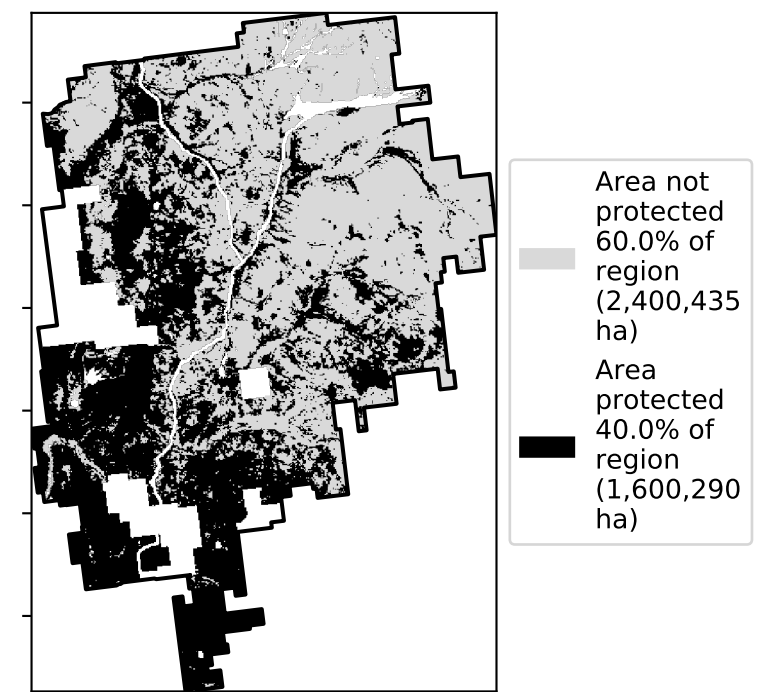 Area not
protected
60.0% of
region
(2,400,435
ha)
Area
protected
40.0% of
region
(1,600,290
ha)